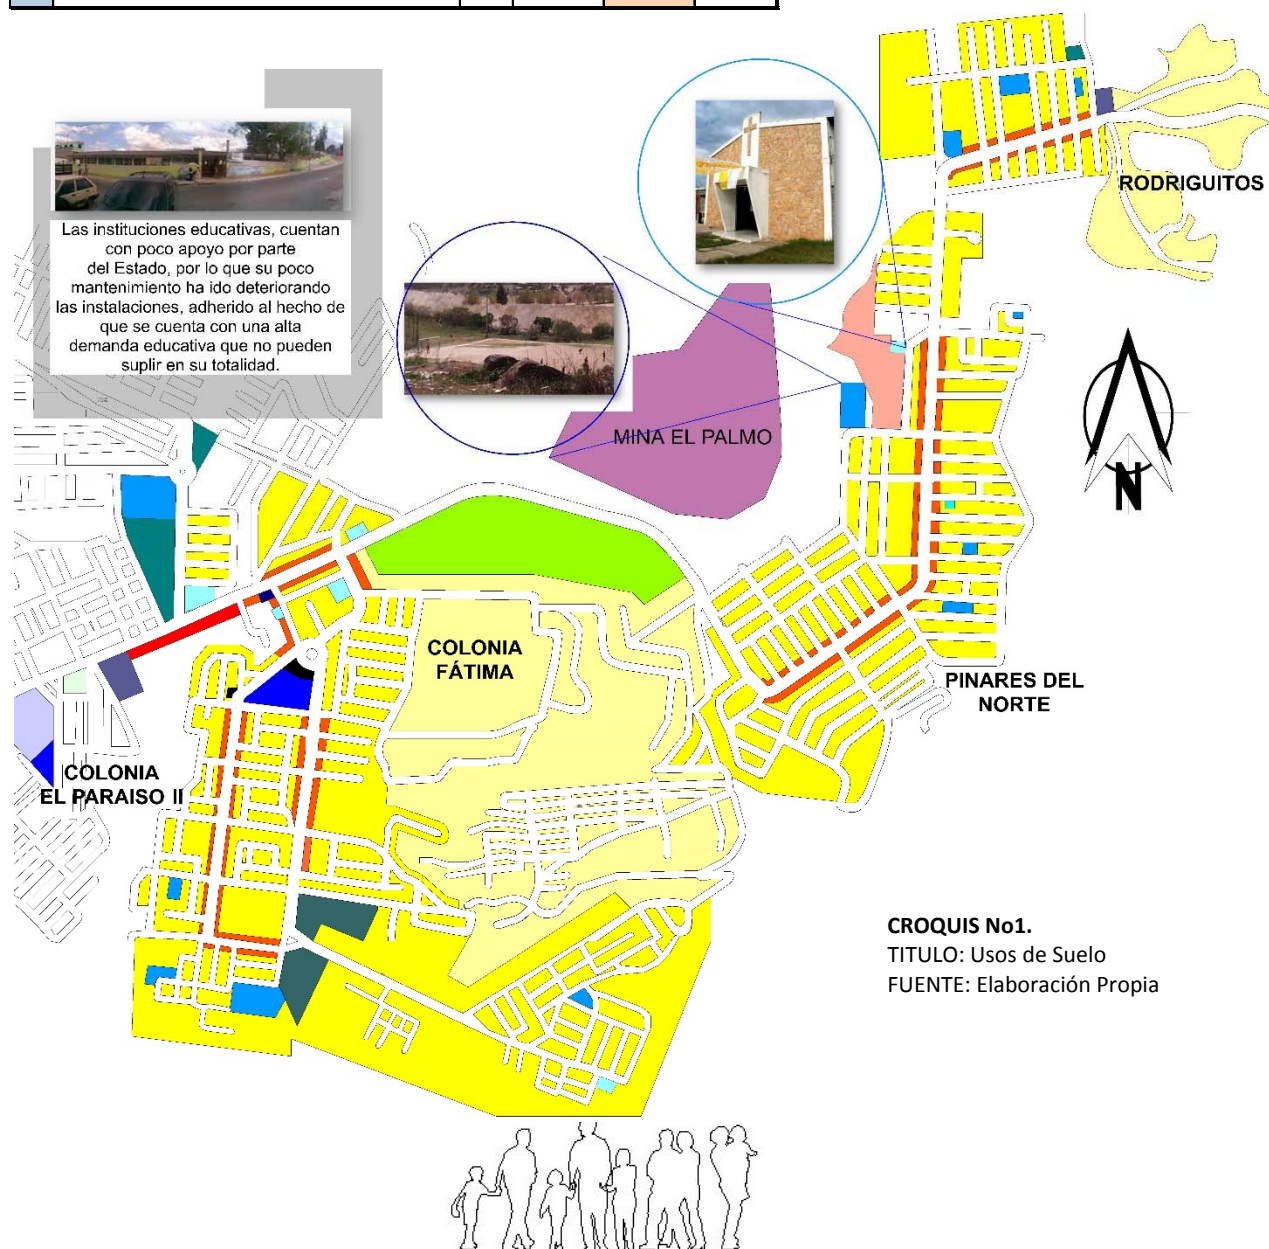 Las instituciones educativas, cuentan
con poco apoyo por parte
del Estado, por lo que su poco
mantenimiento ha ido deteriorando
las instalaciones, adherido al hecho de
que se cuenta con una alta
demanda educativa que no pueden
suplir en su totalidad.
RODRIGUITOS
MINA EL PALMO
N
COLONIA
FÁTIMA
PINARES DEL
NORTE
COLONIA
EL PARAISO II
CROQUIS No1.
TITULO: Usos de Suelo
FUENTE: Elaboración Propia